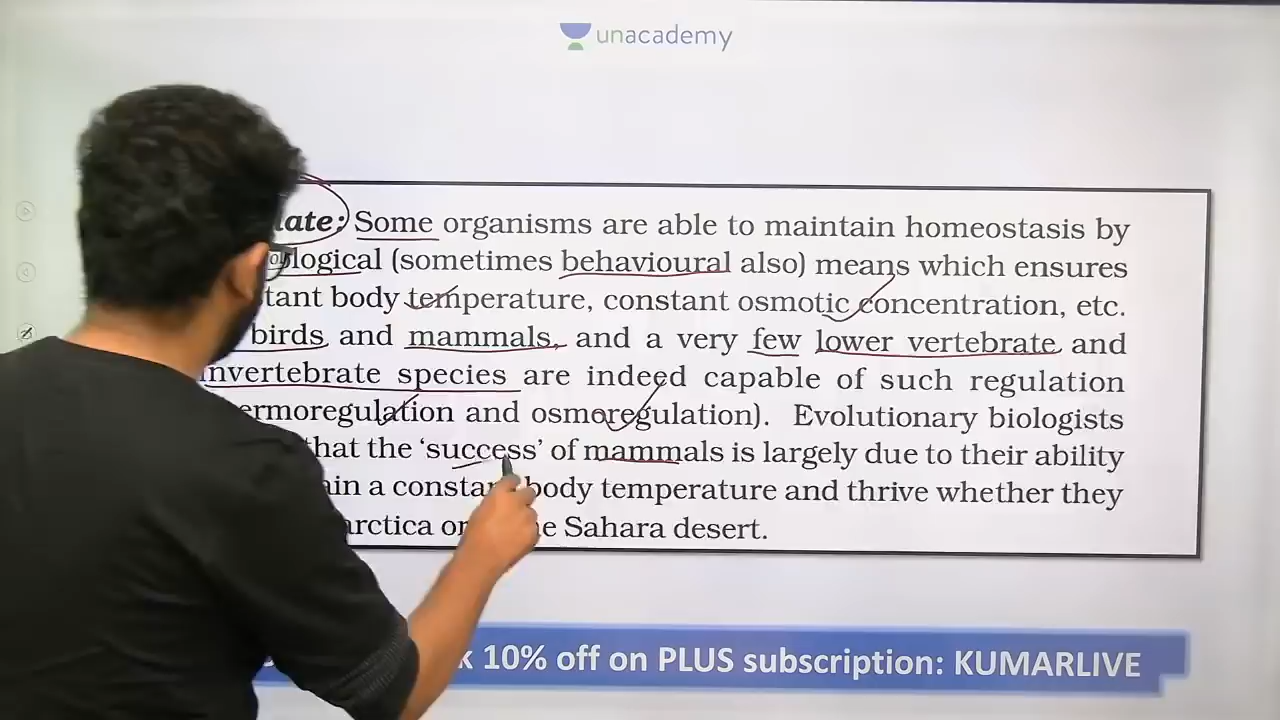 unacademy
ate: Some organisms are able to maintain homeostasis by
ological (sometimes behavioural also) means which ensures
tant body temperature, constant osmotic concentration, etc.
birds and mammals, and a very few lower vertebrate and
invertebrate species are indeed capable of such regulation
ermoregulation and osmoregulation). Evolutionary biologists
that the ‘success’ of mammals is largely due to their ability
ain a constant body temperature and thrive whether they
arctica or Sahara desert.
k 10% off on PLUS subscription: KUMARLIVE